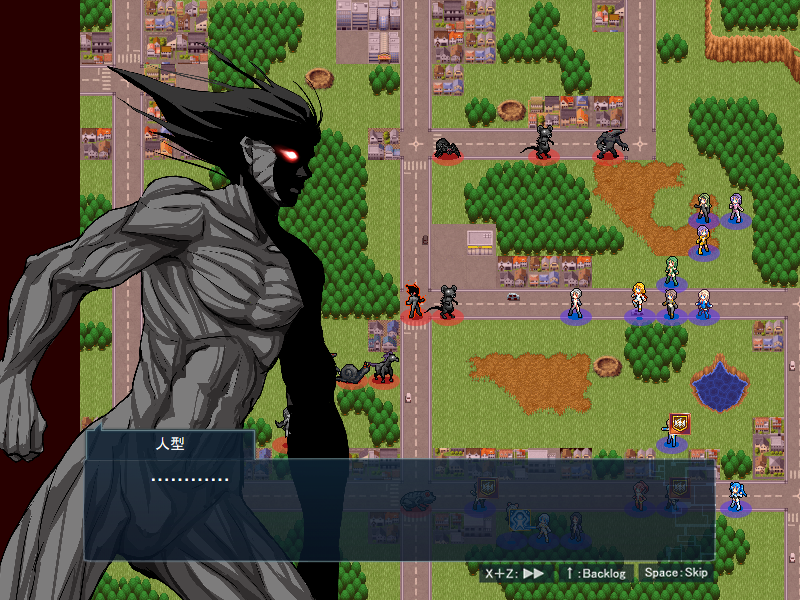 人型
…………
X+Z:▶▶ ↑:Backlog Space:Skip